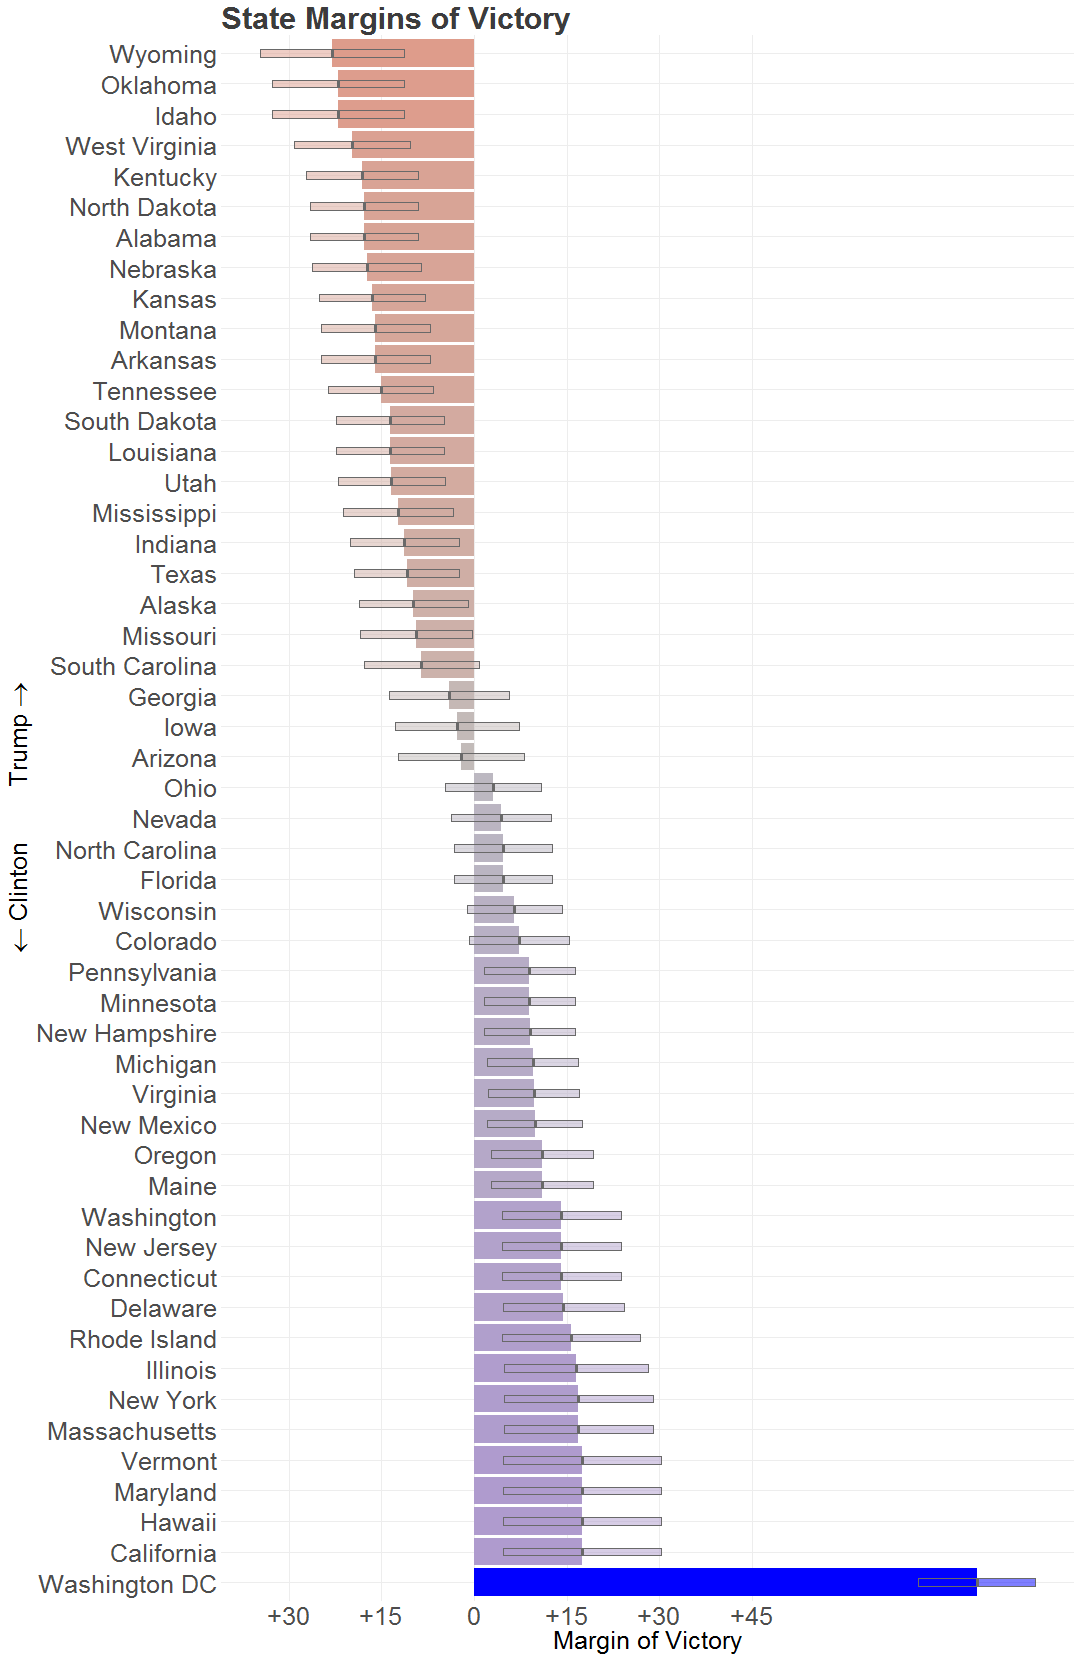 State Margins of Victory
Wyoming
Oklahoma
Idaho
West Virginia
Kentucky
North Dakota
Alabama
Nebraska
Kansas
Montana
Arkansas
Tennessee
South Dakota
Louisiana
Utah
Mississippi
Indiana
Texas
Alaska
Missouri
South Carolina
Georgia
Iowa
Arizona
Ohio
Nevada
North Carolina
Florida
Wisconsin
Colorado
Pennsylvania
Minnesota
New Hampshire
Michigan
Virginia
New Mexico
Oregon
Maine
Washington
New Jersey
Connecticut
Delaware
Rhode Island
Illinois
New York
Massachusetts
Vermont
Maryland
Hawaii
California
Washington DC
← Clinton Trump →
+30 +15 0 +15 +30 +45
Margin of Victory